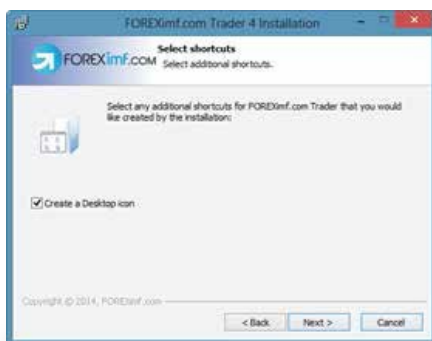 FOREXimf.com Trader 4 Installation
FOREXimf.COM
Select shortcuts
Select additional shortcuts.
Select any additional shortcuts for FOREXimf.com Trader that you would
like created by the installation:
Create a Desktop icon
Copyright © 2014, FOREXimf.com
< Back
Next >
Cancel